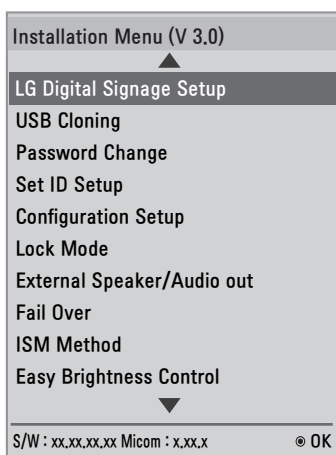 Installation Menu (V 3.0)
LG Digital Signage Setup
USB Cloning
Password Change
Set ID Setup
Configuration Setup
Lock Mode
External Speaker/Audio out
Fail Over
ISM Method
Easy Brightness Control
S/W : xx.xx.xx.xx Micom : x.xx.x ◉ OK